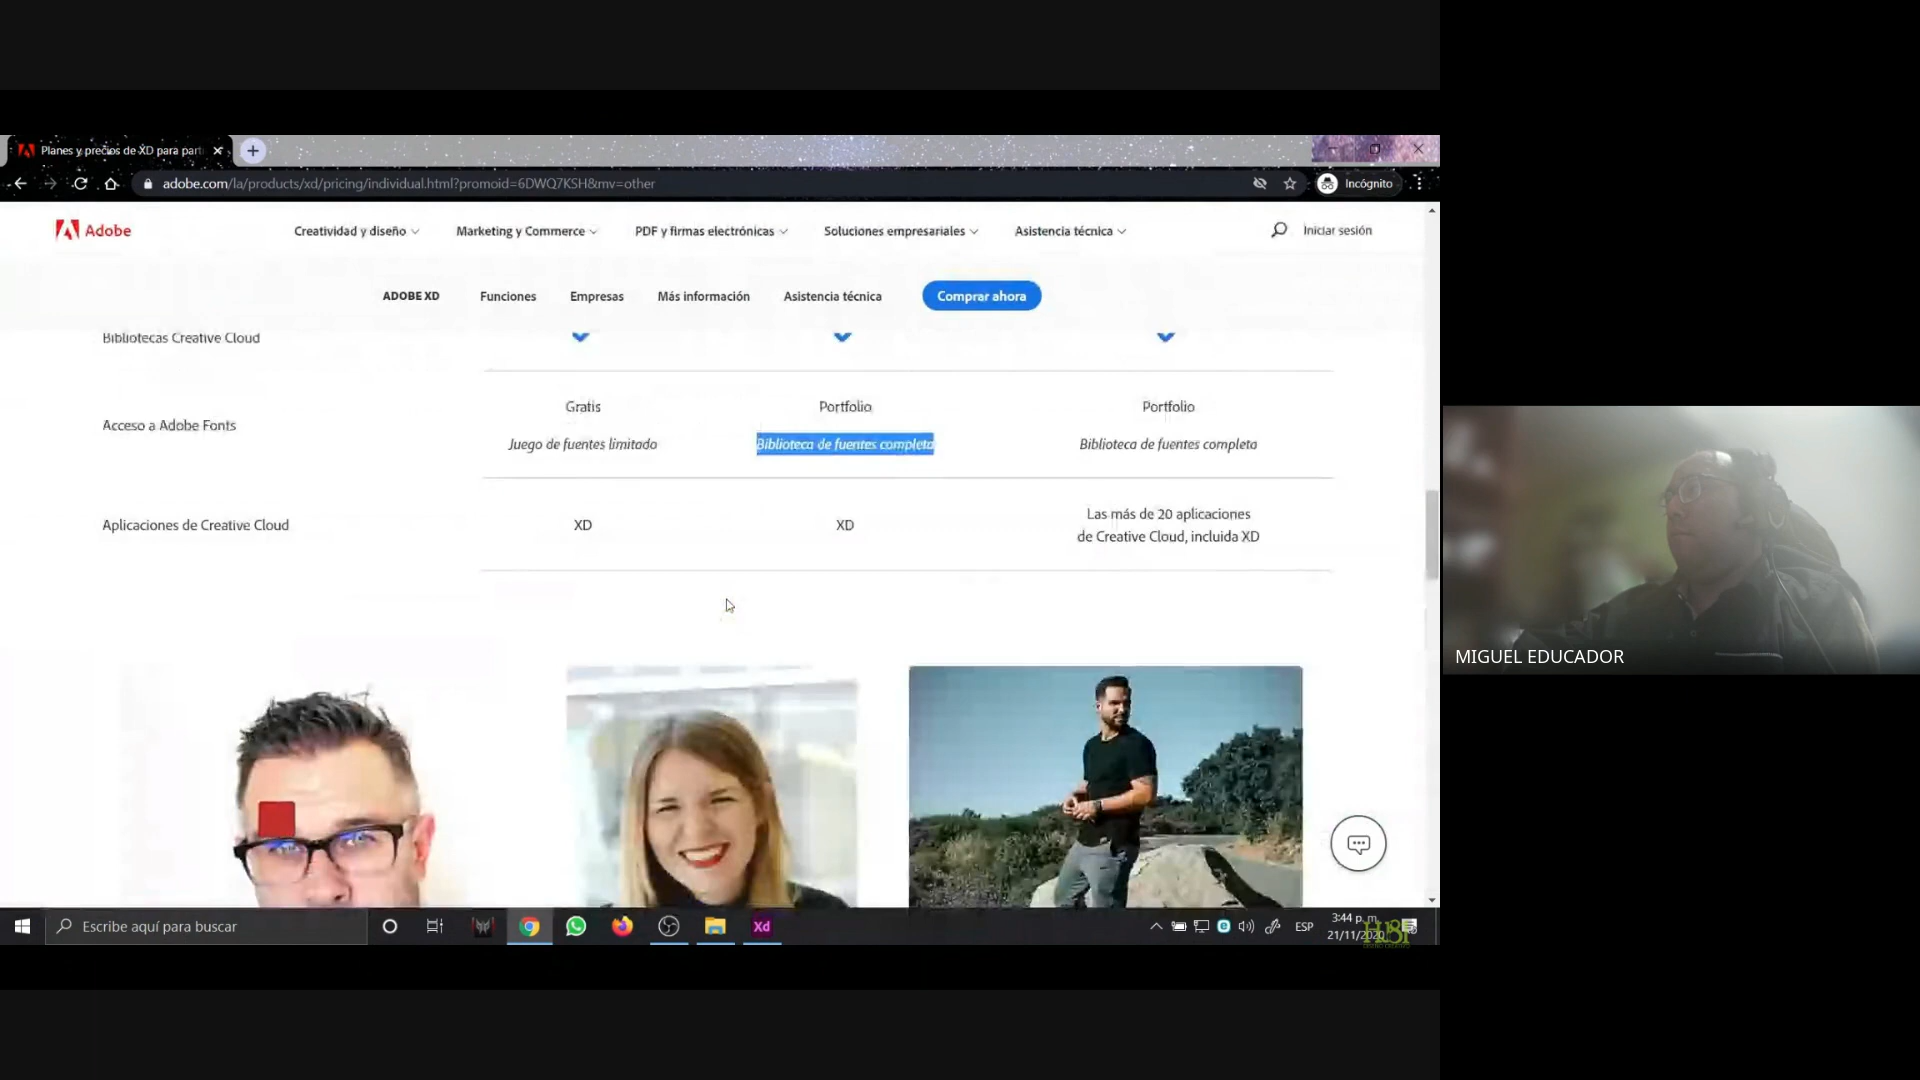 Planes y precios de XD para part
adobe.com/la/products/xd/pricing/individual.html?promoid=6DWQ7KSH&mv=other
Incógnito
Adobe
Creatividad y diseño
Marketing y Commerce
PDF y firmas electrónicas
Soluciones empresariales
Asistencia técnica
Iniciar sesión
ADOBE XD
Funciones
Empresas
Más información
Asistencia técnica
Comprar ahora
Bibliotecas Creative Cloud
Acceso a Adobe Fonts
Gratis
Juego de fuentes limitado
Portfolio
Biblioteca de fuentes completa
Portfolio
Biblioteca de fuentes completa
Aplicaciones de Creative Cloud
XD
XD
Las más de 20 aplicaciones
de Creative Cloud, incluida XD
MIGUEL EDUCADOR
Escribe aquí para buscar
Xd
ESP
3:44 p. m.
21/11/2020